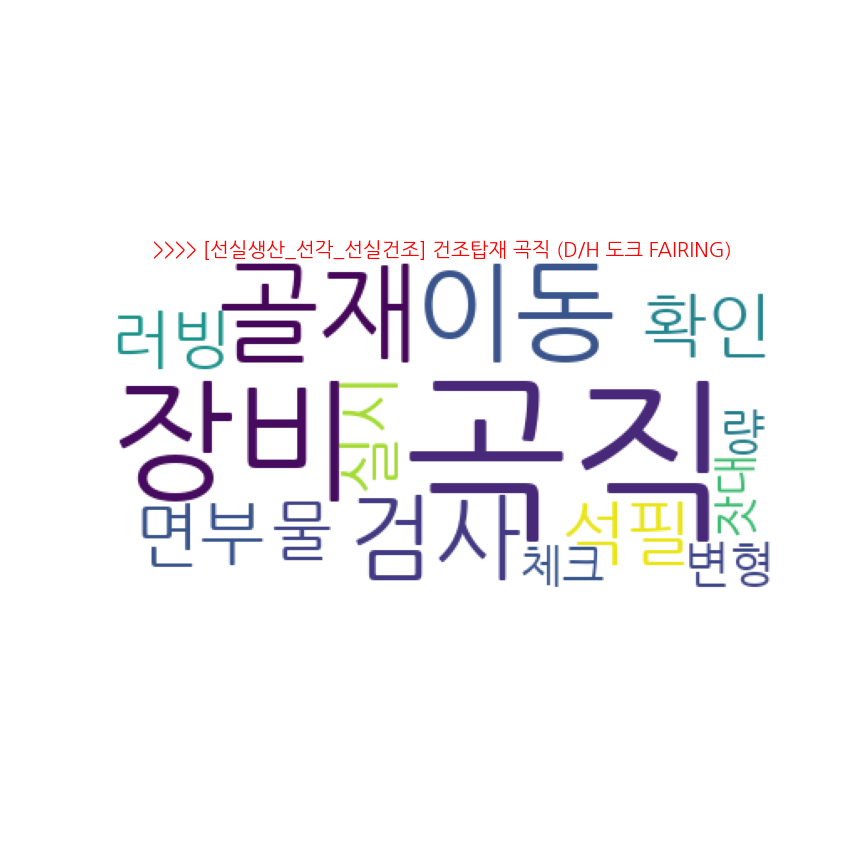 >>>> [선실생산_선각_선실건조] 건조탑재 곡직 (D/H 도크 FAIRING)
러빙 골재 이동 확인
장비 실시 곡직 량
잣대
면부 물 검사 석필
체크 변형